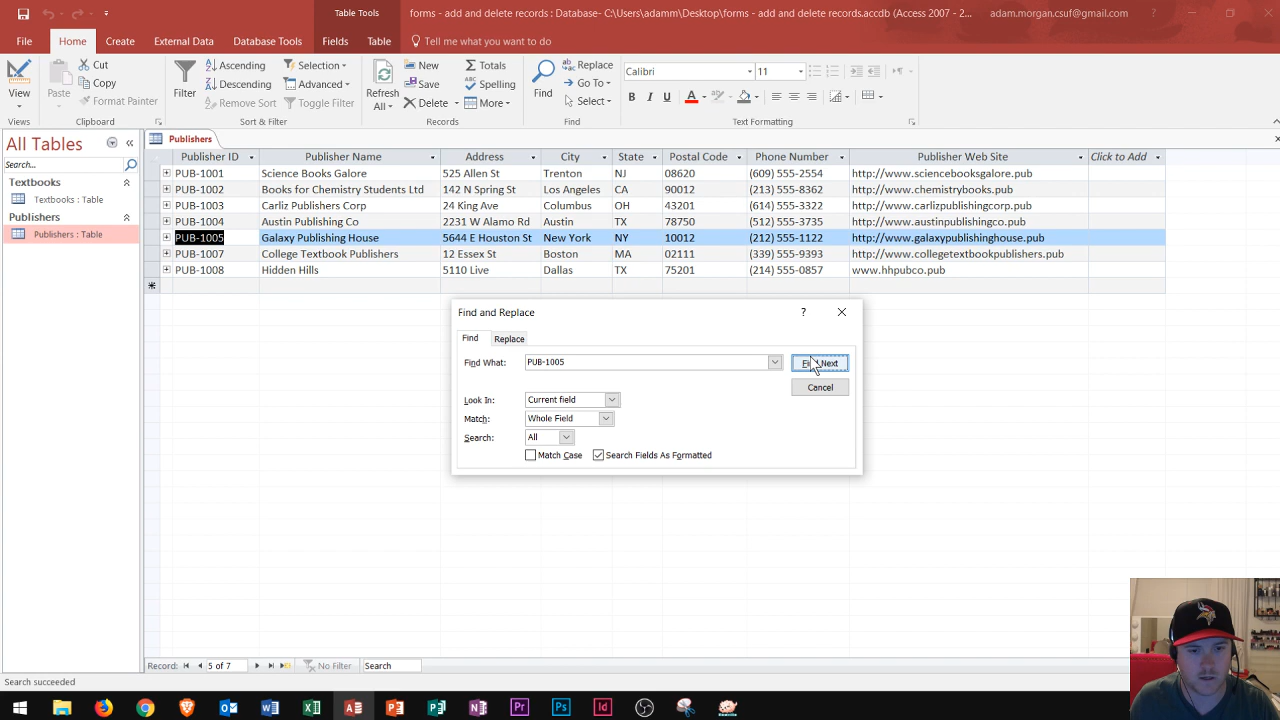 Table Tools
forms - add and delete records : Database- C:\Users\adamm\Desktop\forms - add and delete records.accdb (Access 2007 - 2...
adam.morgan.csuf@gmail.com
File Home Create External Data Database Tools Fields Table Tell me what you want to do
View
Views
Paste
Cut
Copy
Format Painter
Clipboard
Filter
Ascending
Descending
Remove Sort
Selection
Advanced
Toggle Filter
Sort & Filter
Refresh All
New
Save
Delete
Totals
Spelling
More
Records
Find
Replace
Go To
Select
Find
Calibri 11
B I U A
Text Formatting
All Tables
Search...
Textbooks
Textbooks : Table
Publishers
Publishers : Table
Publishers
Publisher ID Publisher Name Address City State Postal Code Phone Number Publisher Web Site Click to Add
PUB-1001 Science Books Galore 525 Allen St Trenton NJ 08620 (609) 555-2554 http://www.sciencebooksgalore.pub
PUB-1002 Books for Chemistry Students Ltd 142 N Spring St Los Angeles CA 90012 (213) 555-8362 http://www.chemistrybooks.pub
PUB-1003 Carliz Publishers Corp 24 King Ave Columbus OH 43201 (614) 555-3322 http://www.carlizpublishingcorp.pub
PUB-1004 Austin Publishing Co 2231 W Alamo Rd Austin TX 78750 (512) 555-3735 http://www.austinpublishingco.pub
PUB-1005 Galaxy Publishing House 5644 E Houston St New York NY 10012 (212) 555-1122 http://www.galaxypublishinghouse.pub
PUB-1007 College Textbook Publishers 12 Essex St Boston MA 02111 (339) 555-9393 http://www.collegetextbookpublishers.pub
PUB-1008 Hidden Hills 5110 Live Dallas TX 75201 (214) 555-0857 www.hhpubco.pub
Find and Replace ?
Find Replace
Find What: PUB-1005 Find Next
Cancel
Look In: Current field
Match: Whole Field
Search: All
Match Case Search Fields As Formatted
Record: 5 of 7 No Filter Search
Search succeeded